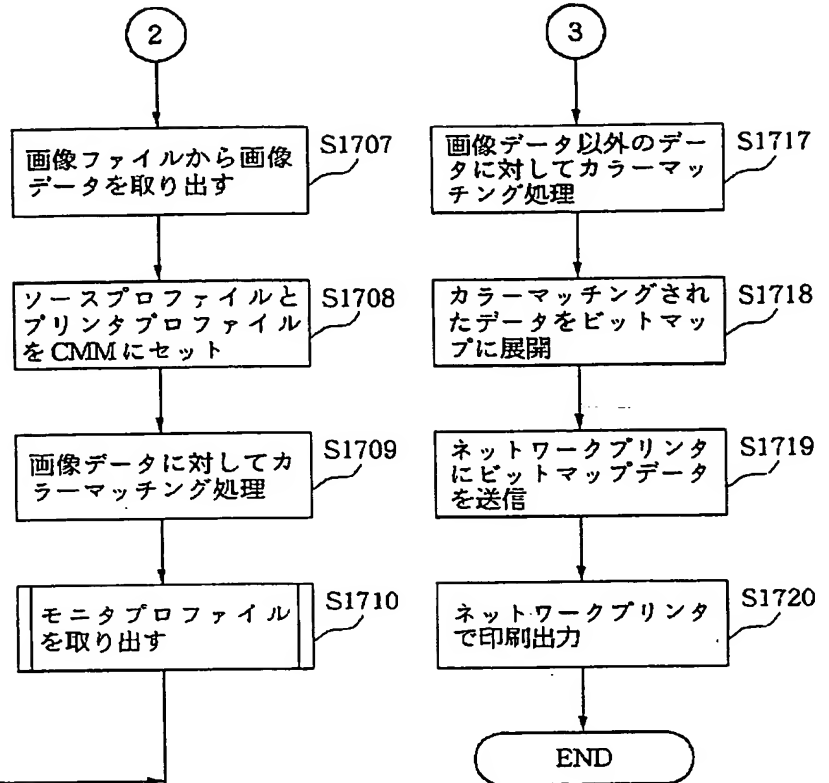 2
画像ファイルから画像
データを取り出す
S1707
ソースプロファイルと
プリンタプロファイル
をCMMにセット
S1708
画像データに対してカ
ラーマッチング処理
S1709
モニタプロファイル
を取り出す
S1710
3
画像データ以外のデー
タに対してカラーマッ
チング処理
S1717
カラーマッチングされ
たデータをビットマッ
プに展開
S1718
ネットワークプリンタ
にビットマップデータ
を送信
S1719
ネットワークプリンタ
で印刷出力
S1720
END